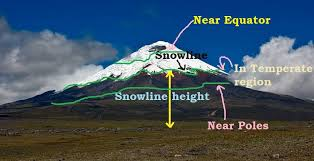 Near Equator
Snowline
In Temperate
region
Snowline height
Near Poles